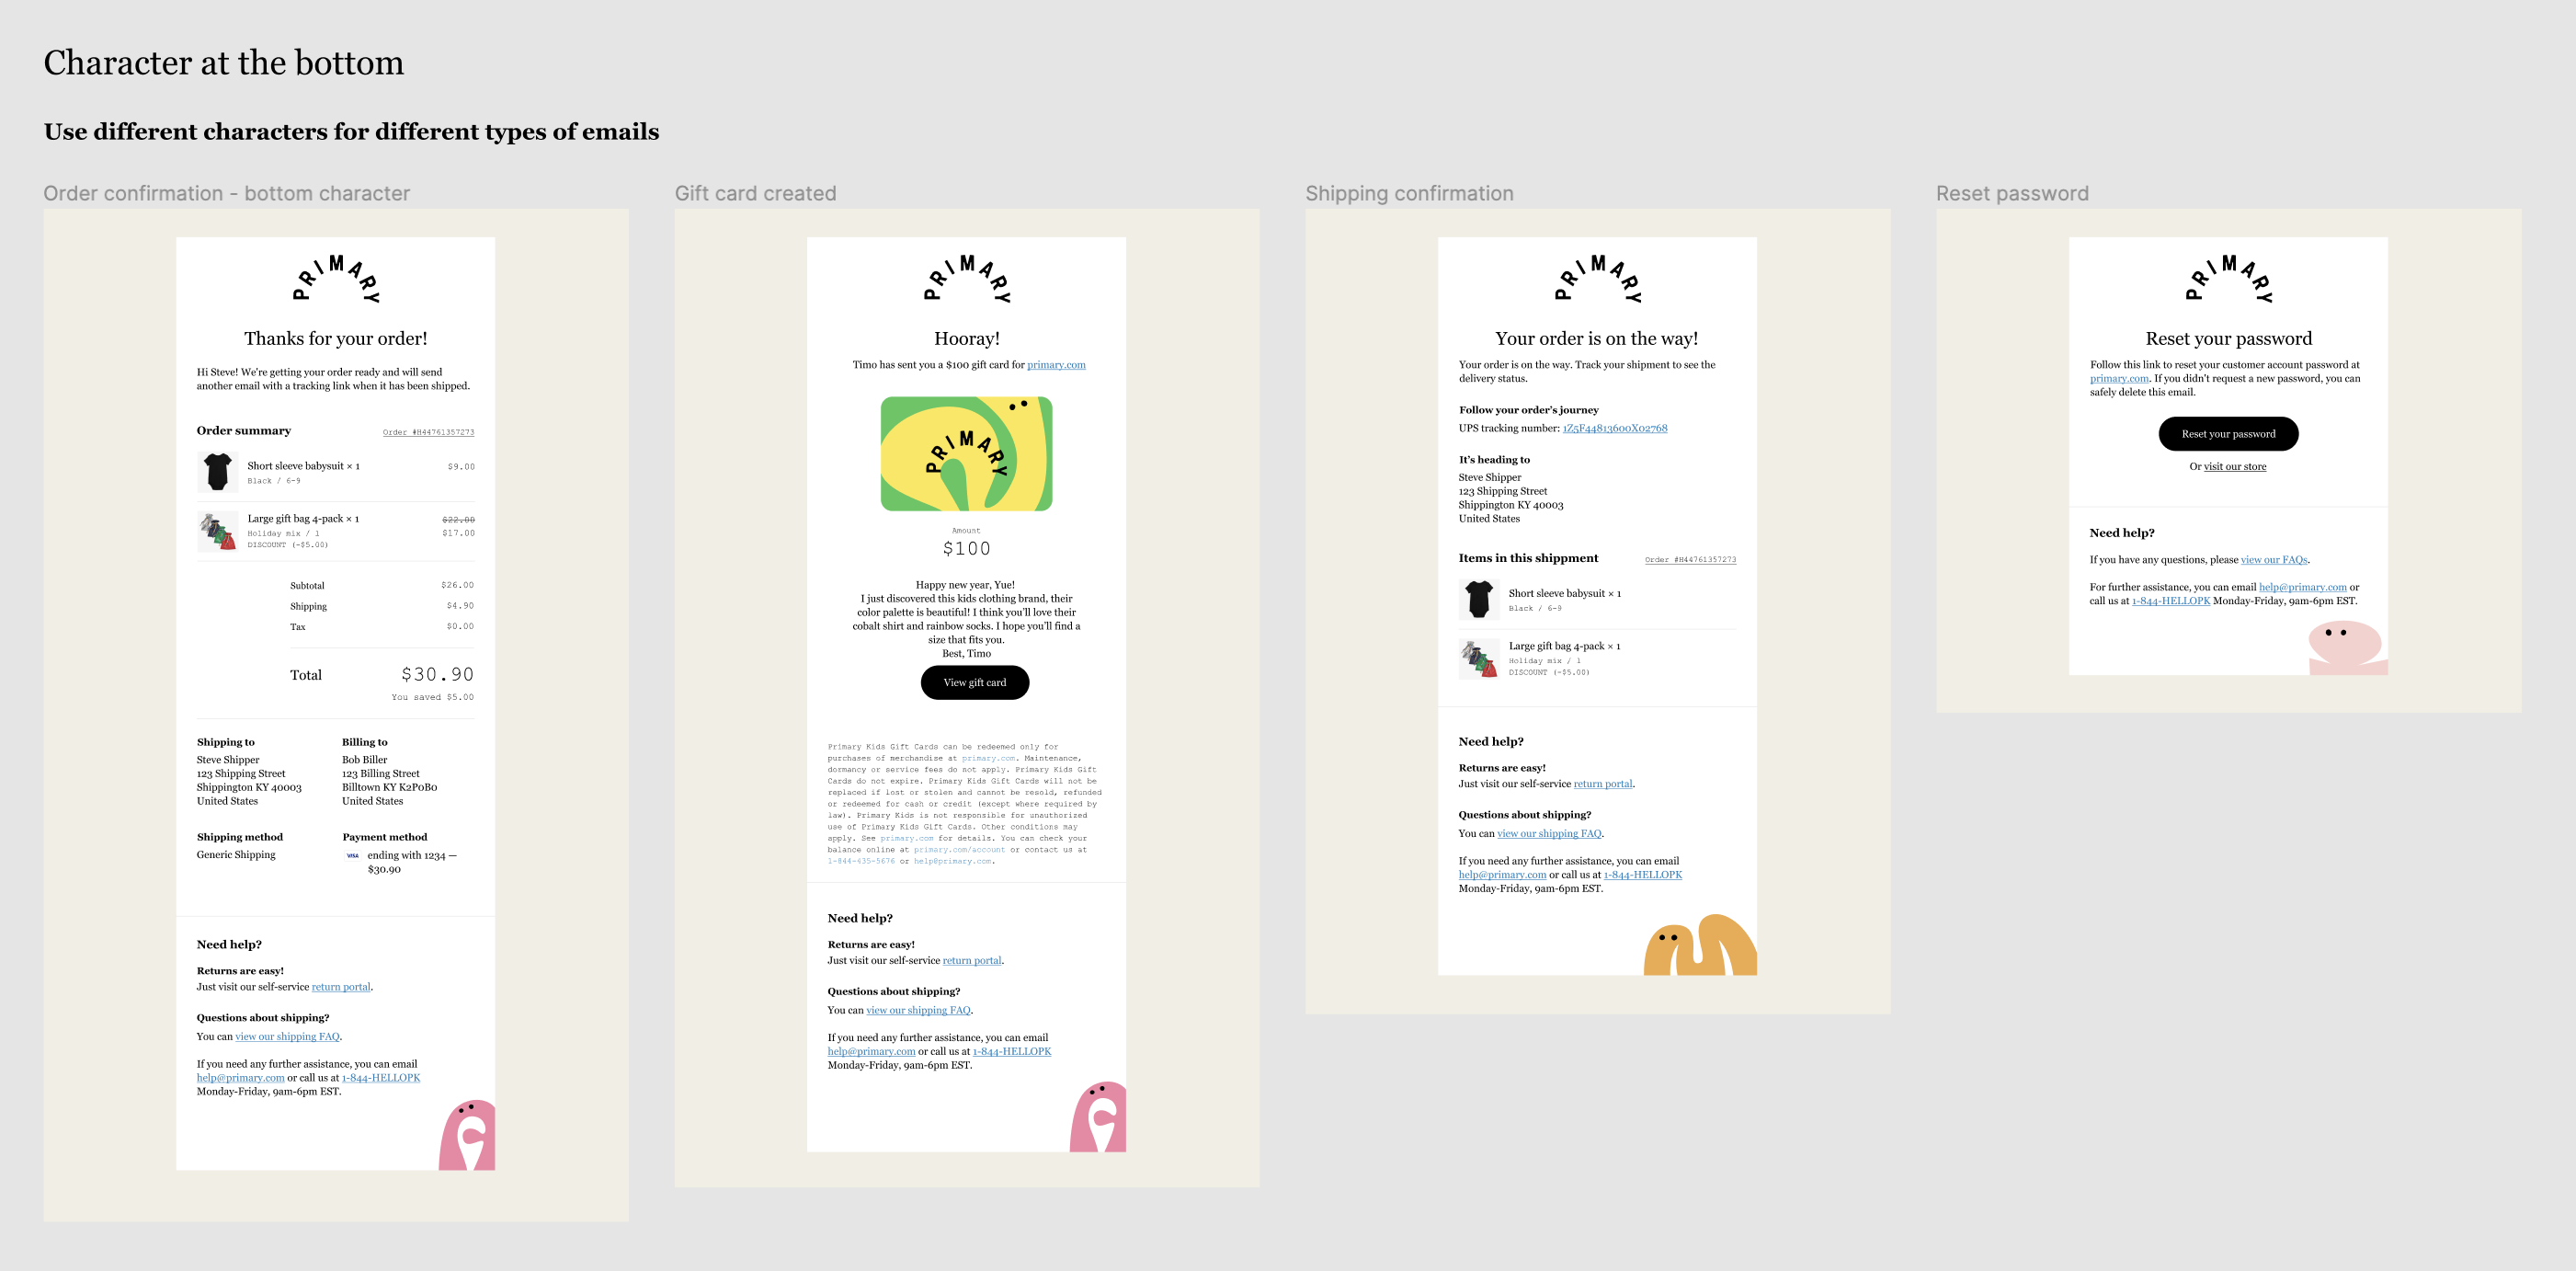 Character at the bottom
Use different characters for different types of emails
Order confirmation - bottom character
PRIMARY
Thanks for your order!
Hi Steve! We're getting your order ready and will send
another email with a tracking link when it has been shipped.
Order summary
Order #H44761357273
Short sleeve babysuit × 1
$9.00
Black / 6-9
Large gift bag 4-pack × 1
$22.00
Holiday mix / 1
$17.00
DISCOUNT (-$5.00)
Subtotal
$26.00
Shipping
$4.90
Tax
$0.00
Total
$30.90
You saved $5.00
Shipping to
Steve Shipper
123 Shipping Street
Shippington KY 40003
United States
Billing to
Bob Biller
123 Billing Street
Billtown KY K2P0B0
United States
Shipping method
Generic Shipping
Payment method
VISA ending with 1234 —
$30.90
Need help?
Returns are easy!
Just visit our self-service return portal.
Questions about shipping?
You can view our shipping FAQ.
If you need any further assistance, you can email
help@primary.com or call us at 1-844-HELLOPK
Monday-Friday, 9am-6pm EST.
Gift card created
PRIMARY
Hooray!
Timo has sent you a $100 gift card for primary.com
PRIMARY
Amount
$100
Happy new year, Yue!
I just discovered this kids clothing brand, their
color palette is beautiful! I think you'll love their
cobalt shirt and rainbow socks. I hope you'll find a
size that fits you.
Best, Timo
View gift card
Primary Kids Gift Cards can be redeemed only for
purchases of merchandise at primary.com. Maintenance,
dormancy or service fees do not apply. Primary Kids Gift
Cards do not expire. Primary Kids Gift Cards will not be
replaced if lost or stolen and cannot be resold, refunded
or redeemed for cash or credit (except where required by
law). Primary Kids is not responsible for unauthorized
use of Primary Kids Gift Cards. Other conditions may
apply. See primary.com for details. You can check your
balance online at primary.com/account or contact us at
1-844-435-5676 or help@primary.com.
Need help?
Returns are easy!
Just visit our self-service return portal.
Questions about shipping?
You can view our shipping FAQ.
If you need any further assistance, you can email
help@primary.com or call us at 1-844-HELLOPK
Monday-Friday, 9am-6pm EST.
Shipping confirmation
PRIMARY
Your order is on the way!
Your order is on the way. Track your shipment to see the
delivery status.
Follow your order's journey
UPS tracking number: 1Z5F44813600X02768
It's heading to
Steve Shipper
123 Shipping Street
Shippington KY 40003
United States
Items in this shippment
Order #H44761357273
Short sleeve babysuit × 1
Black / 6-9
Large gift bag 4-pack × 1
Holiday mix / 1
DISCOUNT (-$5.00)
Need help?
Returns are easy!
Just visit our self-service return portal.
Questions about shipping?
You can view our shipping FAQ.
If you need any further assistance, you can email
help@primary.com or call us at 1-844-HELLOPK
Monday-Friday, 9am-6pm EST.
Reset password
PRIMARY
Reset your password
Follow this link to reset your customer account password at
primary.com. If you didn't request a new password, you can
safely delete this email.
Reset your password
Or visit our store
Need help?
If you have any questions, please view our FAQs.
For further assistance, you can email help@primary.com or
call us at 1-844-HELLOPK Monday-Friday, 9am-6pm EST.